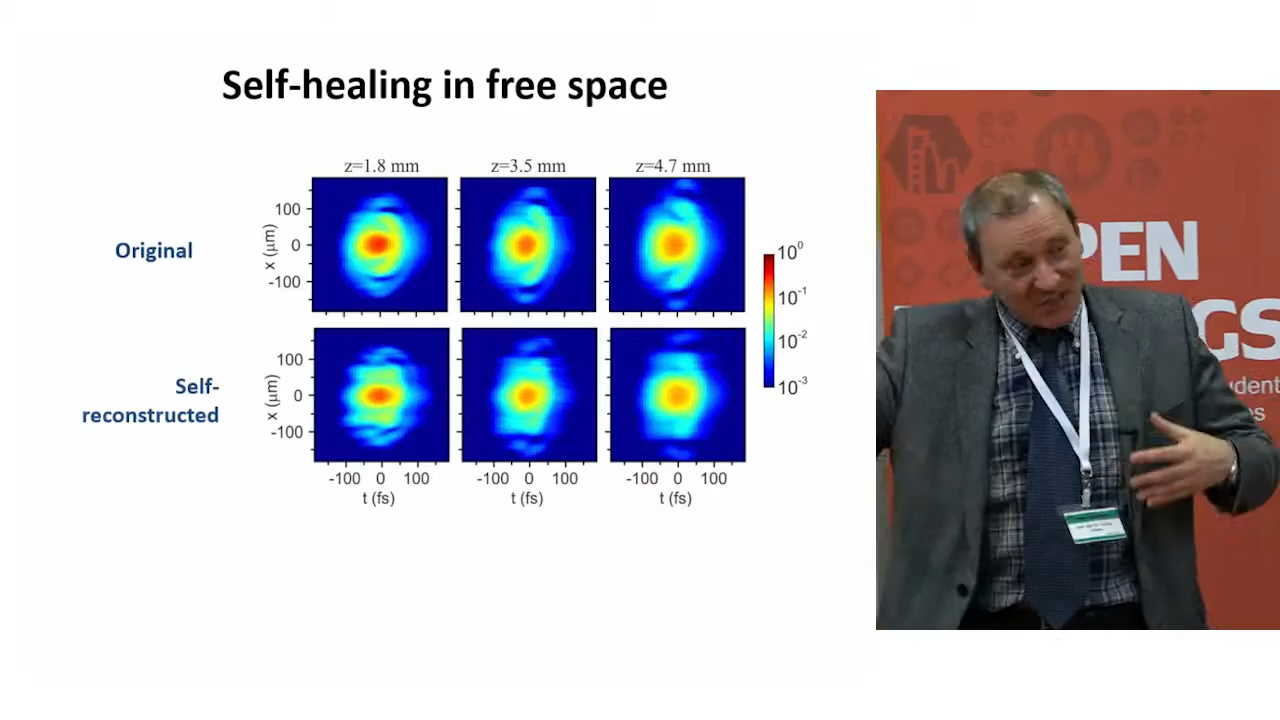 Self-healing in free space
z=1.8 mm z=3.5 mm z=4.7 mm
Original
x (μm)
100
0
-100
10^0
10^-1
10^-2
10^-3
Self-
reconstructed
x (μm)
100
0
-100
-100 0 100 -100 0 100 -100 0 100
t (fs) t (fs) t (fs)
PEN
GS
udent
es